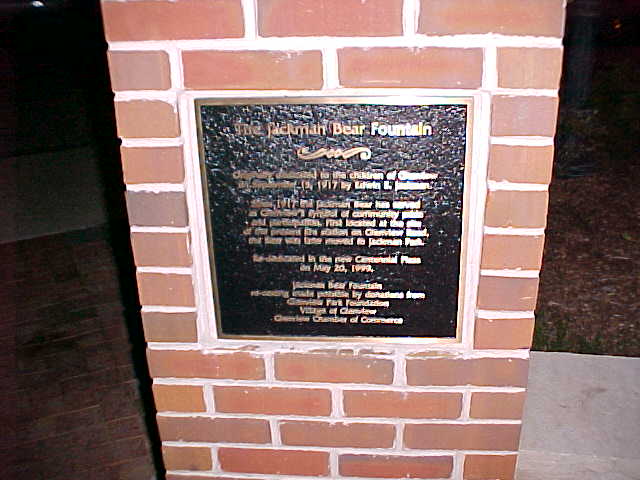 The Jackman Bear Fountain
Originally dedicated to the children of Glenview
on September 15, 1917 by Edwin S. Jackman.
Since 1917 the Jackman Bear has served
as Glenview's symbol of community pride
and participation. First located at the site
of the present fire station on Glenview Road,
the Bear was later moved to Jackman Park.
Re-dedicated in the new Centennial Plaza
on May 20, 1999.
Jackman Bear Fountain
re-casting made possible by donations from
Glenview Park Foundation
Village of Glenview
Glenview Chamber of Commerce